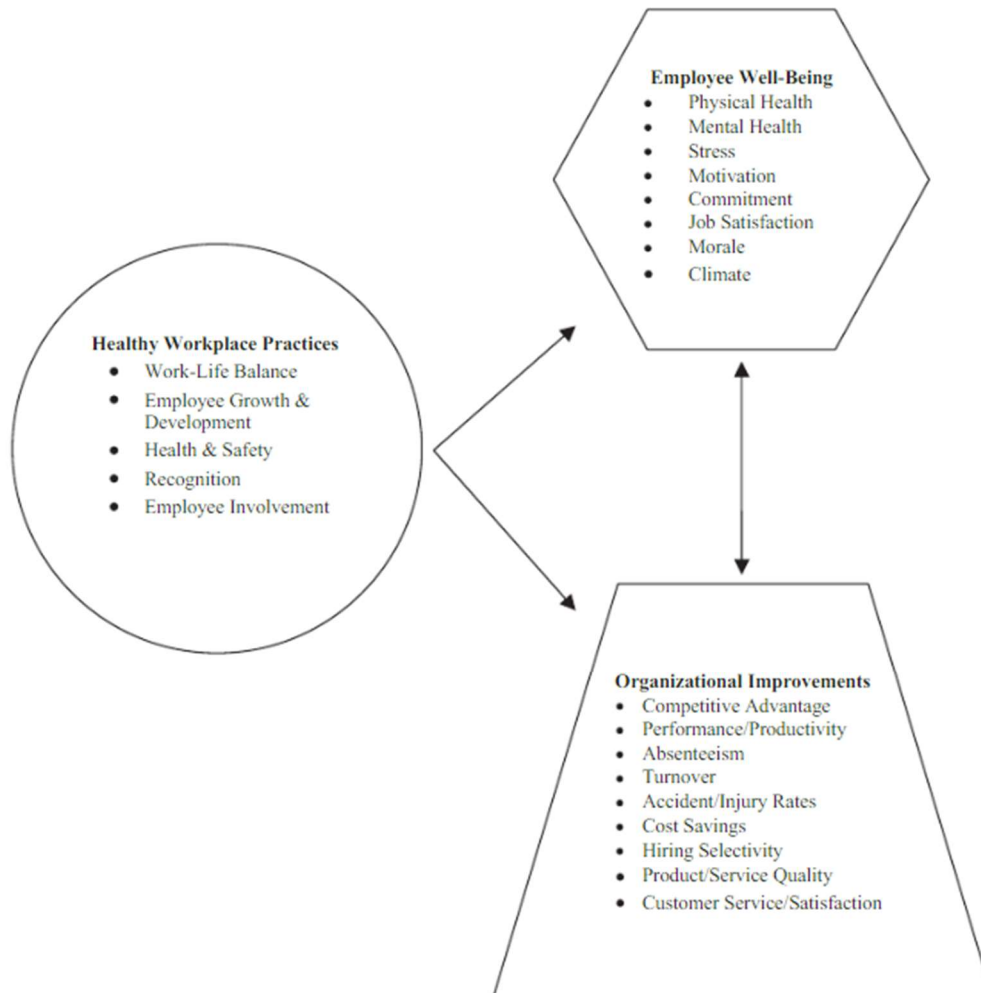 Employee Well-Being
• Physical Health
• Mental Health
• Stress
• Motivation
• Commitment
• Job Satisfaction
• Morale
• Climate
Healthy Workplace Practices
• Work-Life Balance
• Employee Growth &
Development
• Health & Safety
• Recognition
• Employee Involvement
Organizational Improvements
• Competitive Advantage
• Performance/Productivity
• Absenteeism
• Turnover
• Accident/Injury Rates
• Cost Savings
• Hiring Selectivity
• Product/Service Quality
• Customer Service/Satisfaction